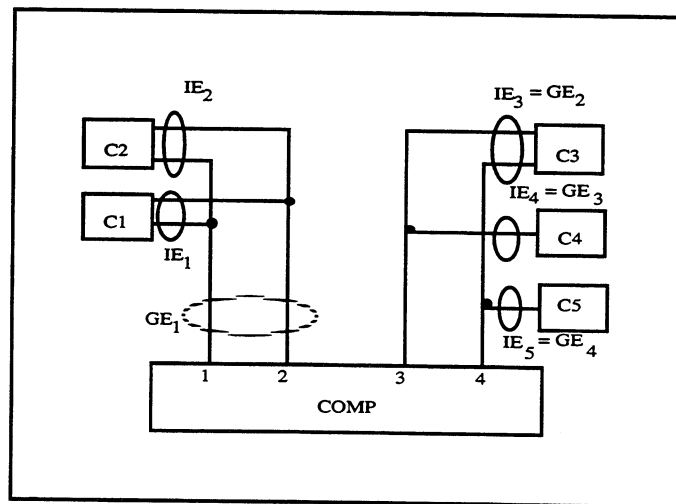 IE2
IE3 = GE2
C2
C3
IE4 = GE3
C1
C4
IE1
GE1
C5
IE5 = GE4
1 2 3 4
COMP